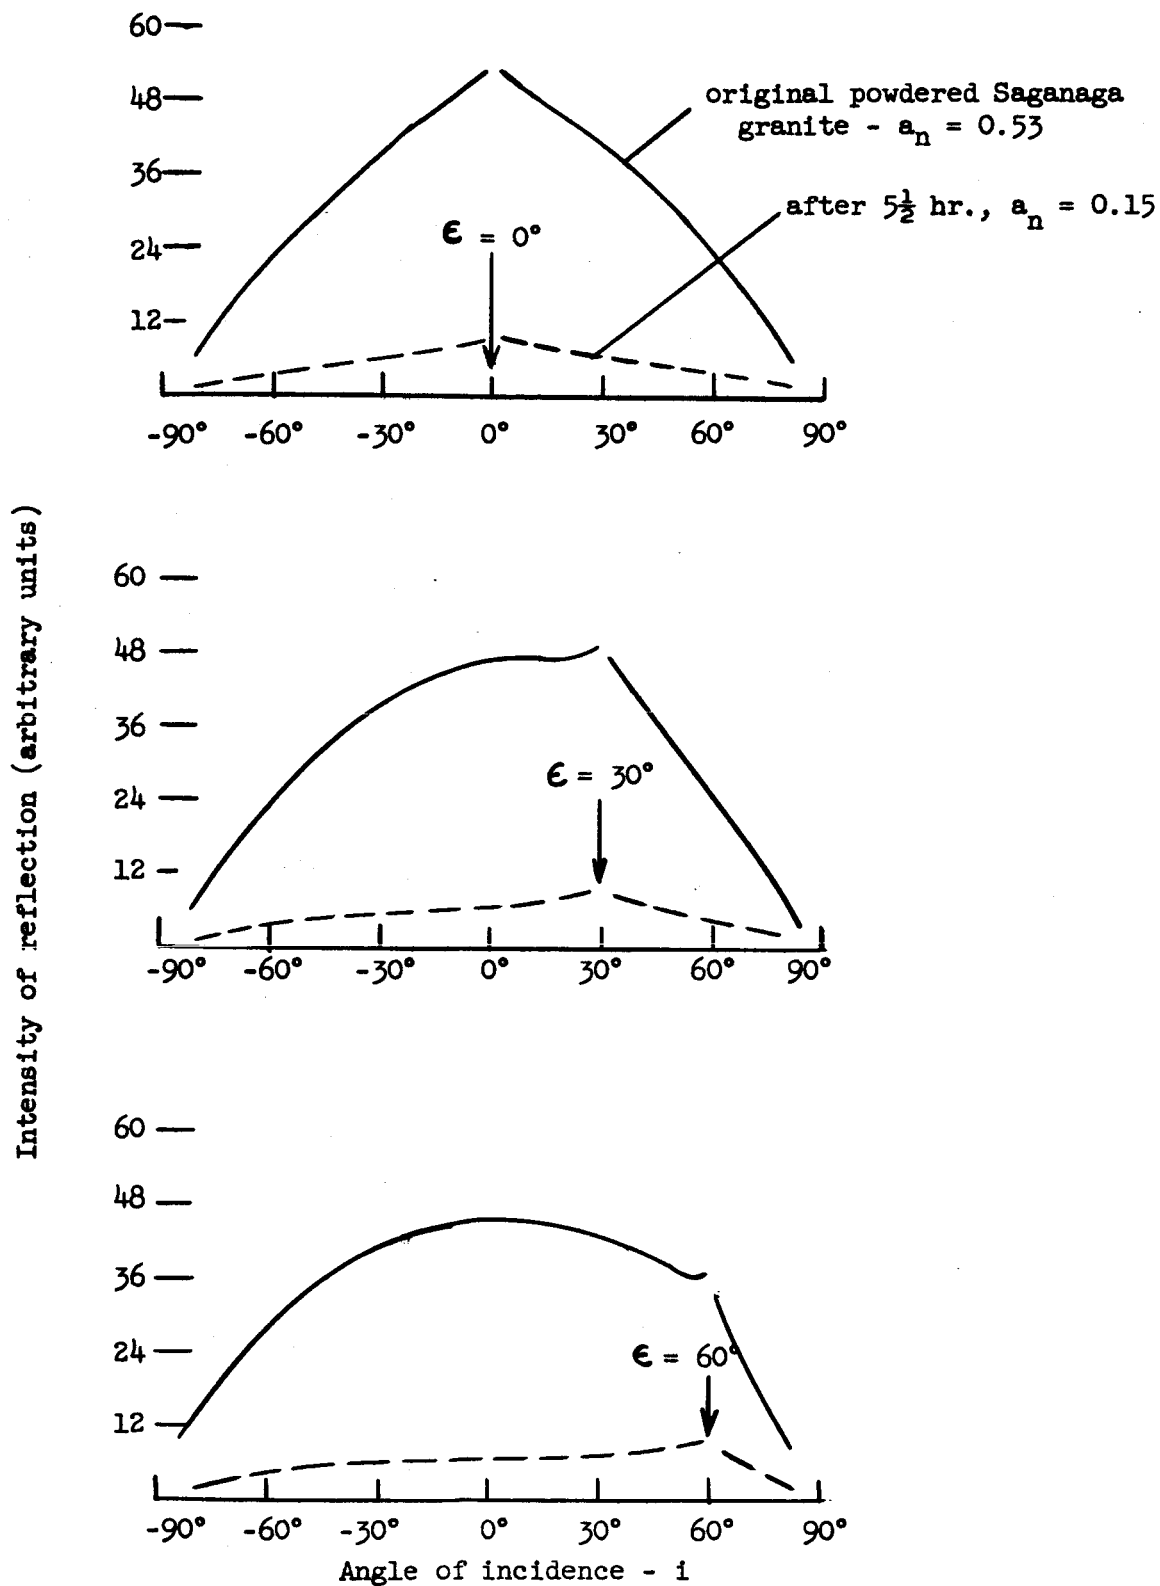 60
48
36
24
12
original powdered Saganaga
granite - aₙ = 0.53
after 5½ hr., aₙ = 0.15
ϵ = 0°
-90° -60° -30° 0° 30° 60° 90°
Intensity of reflection (arbitrary units)
60
48
36
24
12
ϵ = 30°
-90° -60° -30° 0° 30° 60° 90°
60
48
36
24
12
ϵ = 60°
-90° -60° -30° 0° 30° 60° 90°
Angle of incidence - i